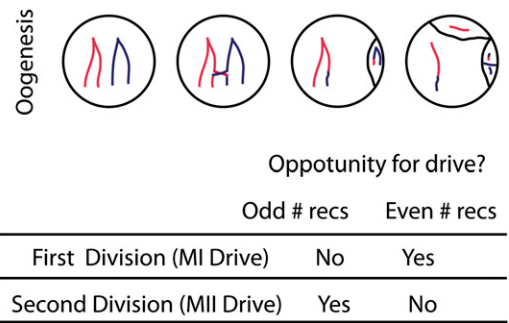 Oogenesis
Oppotunity for drive?
Odd # recs Even # recs
First Division (MI Drive) No Yes
Second Division (MII Drive) Yes No